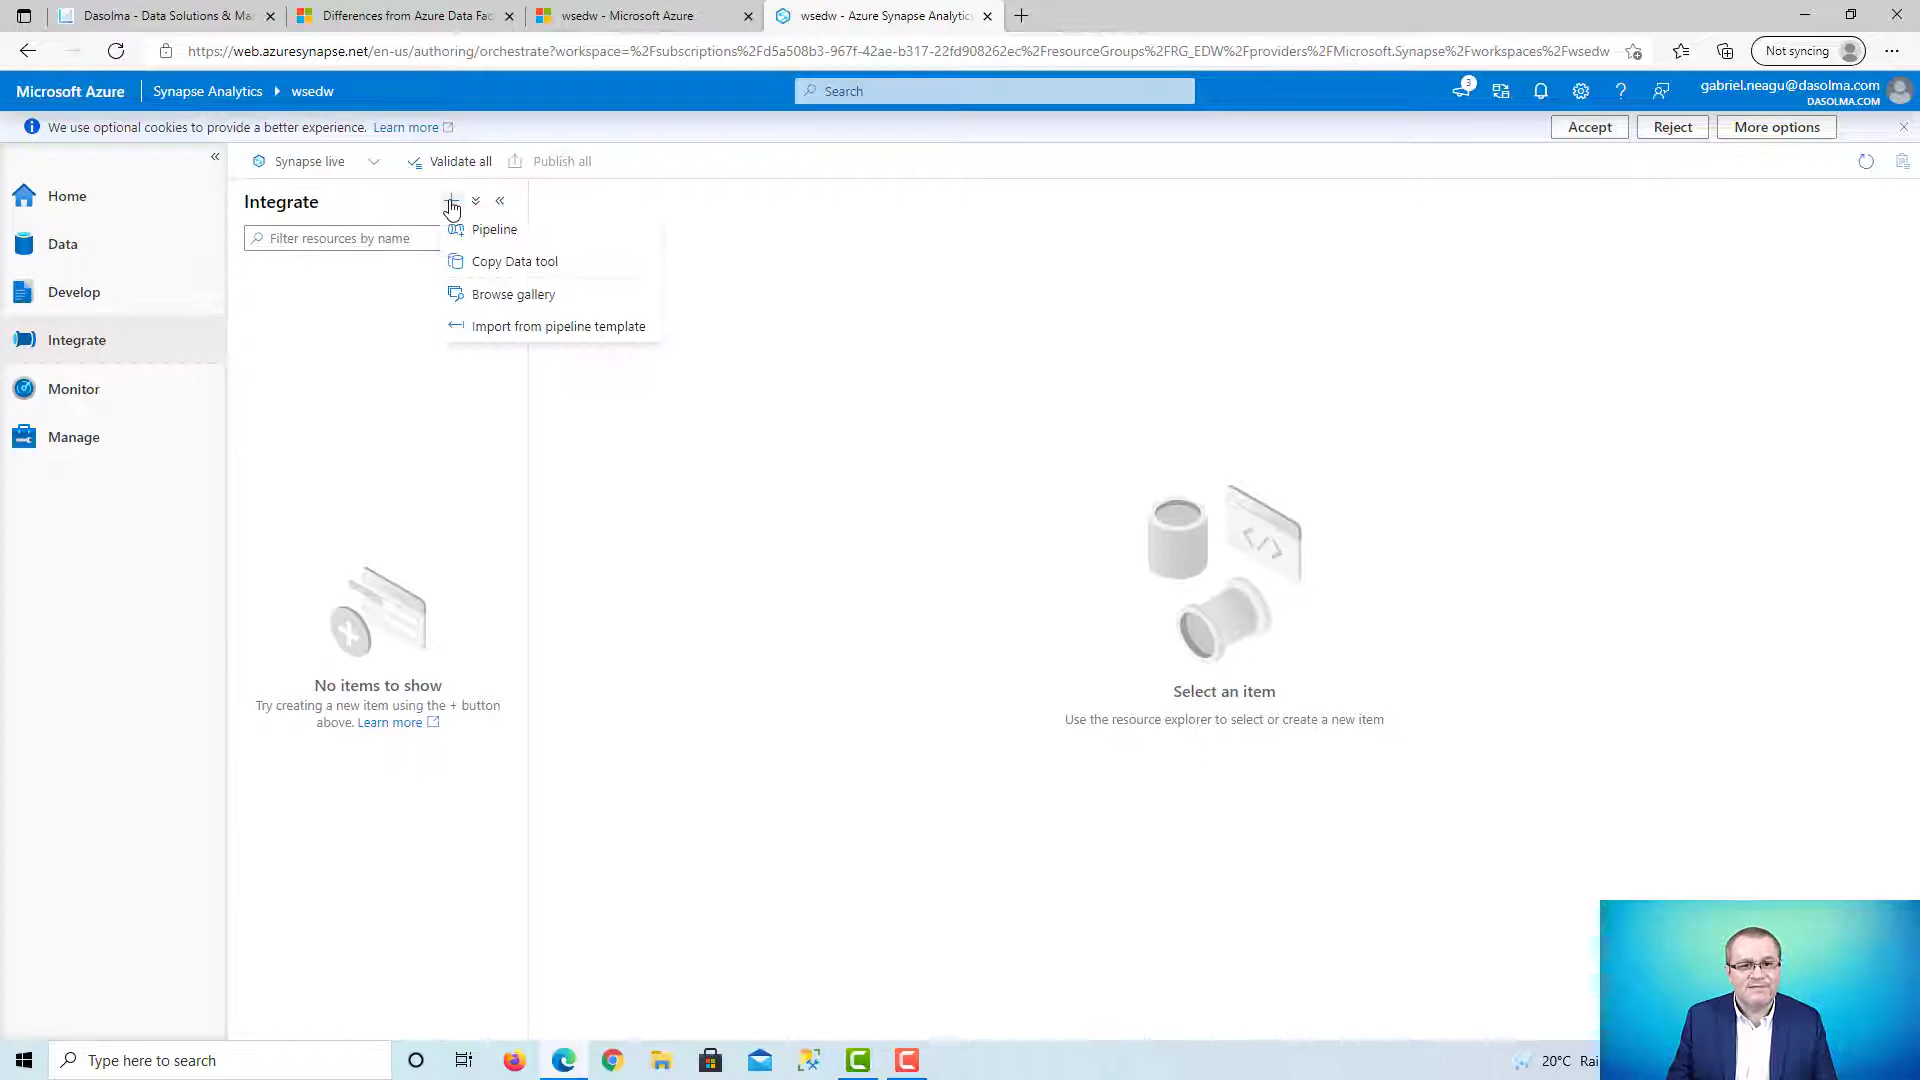 Dasolma - Data Solutions & Mar
Differences from Azure Data Fac
wsedw - Microsoft Azure
wsedw - Azure Synapse Analytics
https://web.azuresynapse.net/en-us/authoring/orchestrate?workspace=%2Fsubscriptions%2Fd5a508b3-967f-42ae-b317-22fd908262ec%2FresourceGroups%2FRG_EDW%2Fproviders%2FMicrosoft.Synapse%2Fworkspaces%2Fwsedw
Not syncing
Microsoft Azure
Synapse Analytics
wsedw
Search
3
gabriel.neagu@dasolma.com
DASOLMA.COM
We use optional cookies to provide a better experience. Learn more
Accept
Reject
More options
Synapse live
Validate all
Publish all
Home
Data
Develop
Integrate
Monitor
Manage
Integrate
Filter resources by name
Pipeline
Copy Data tool
Browse gallery
Import from pipeline template
No items to show
Try creating a new item using the + button
above. Learn more
Select an item
Use the resource explorer to select or create a new item
Type here to search
20°C Rai